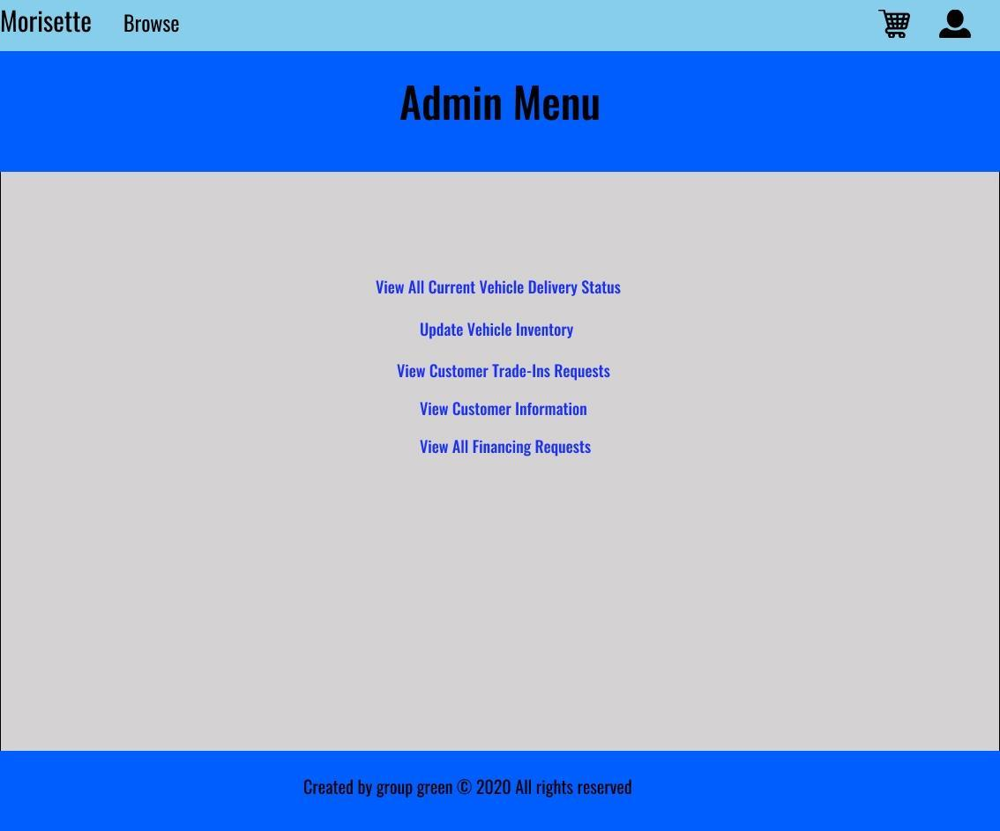 Morisette Browse
Admin Menu
View All Current Vehicle Delivery Status
Update Vehicle Inventory
View Customer Trade-Ins Requests
View Customer Information
View All Financing Requests
Created by group green © 2020 All rights reserved